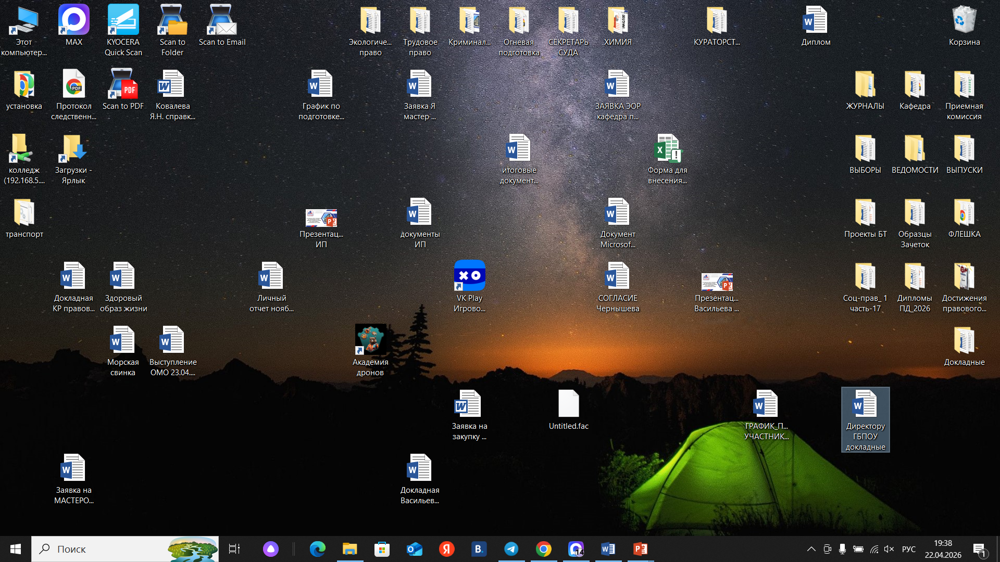 Этот
компьютер...
MAX
KYOCERA
Quick Scan
Scan to
Folder
Scan to Email
Экологиче...
право
Трудовое
право
Криминал...
Огневая
подготовка
СЕКРЕТАРЬ
СУДА
ХИМИЯ
КУРАТОРСТ...
Диплом
Корзина
установка
Протокол
следственн...
Scan to PDF
Ковалева
Я.Н. справк...
График по
подготовке...
Заявка Я
мастер ...
ЗАЯВКА ЭОР
кафедра п...
ЖУРНАЛЫ
Кафедра
Приемная
комиссия
колледж
(192.168.5....
Загрузки -
Ярлык
итоговые
документ...
Форма для
внесения...
ВЫБОРЫ
ВЕДОМОСТИ
ВЫПУСКИ
транспорт
Презентац...
ИП
документы
ИП
Документ
Microsof...
Проекты БТ
Образцы
Зачеток
ФЛЕШКА
Докладная
КР правов...
Здоровый
образ жизни
Личный
отчет нояб...
VK Play
Игрово...
СОГЛАСИЕ
Чернышева
Презентац...
Васильева ...
Соц-прав_ 1
часть-17
Дипломы
ПД_2026
Достижения
правового...
Морская
свинка
Выступление
ОМО 23.04....
Академия
дронов
Докладные
Заявка на
закупку ...
Untitled.fac
ГРАФИК_П...
УЧАСТНИК...
Директору
ГБПОУ
докладные
Заявка на
МАСТЕРО...
Докладная
Васильев...
Поиск
14
РУС
19:38
22.04.2026
1